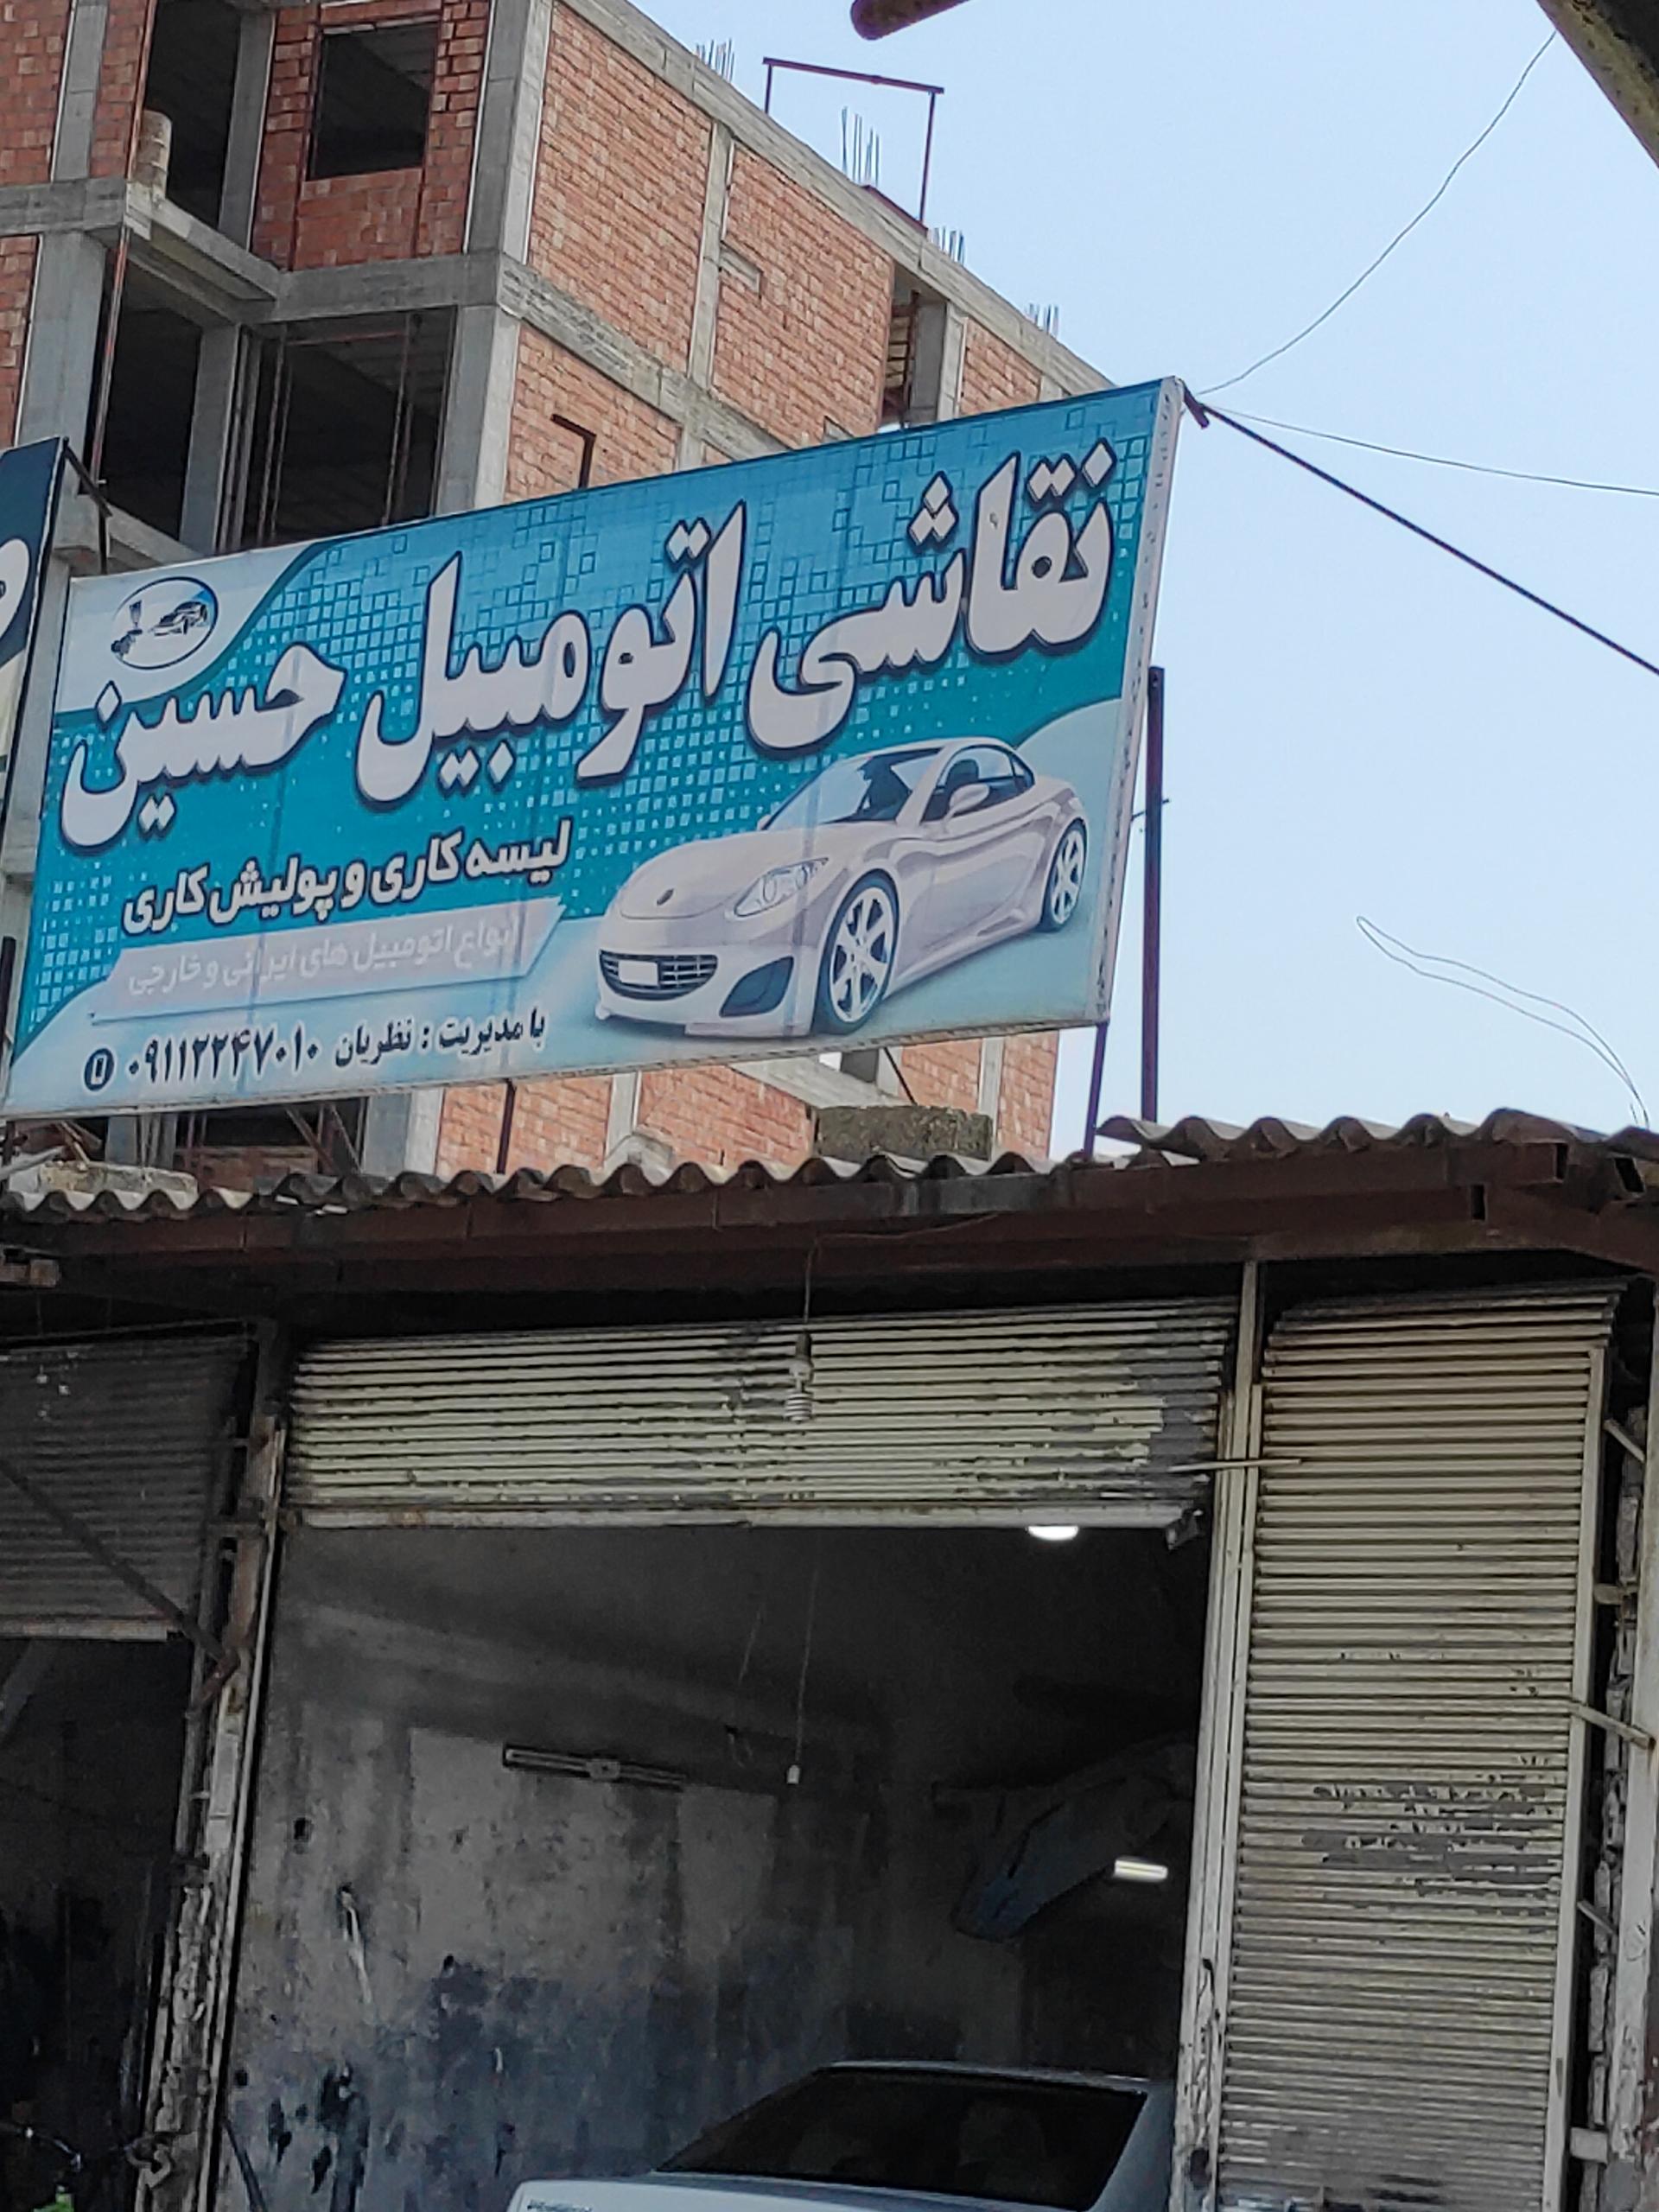 نقاشی اتومبیل حسین
لیسه کاری و پولیش کاری
انواع اتومبیل های ایرانی و خارجی
با مدیریت : نظریان ۰۹۱۱۲۲۴۷۰۱۰